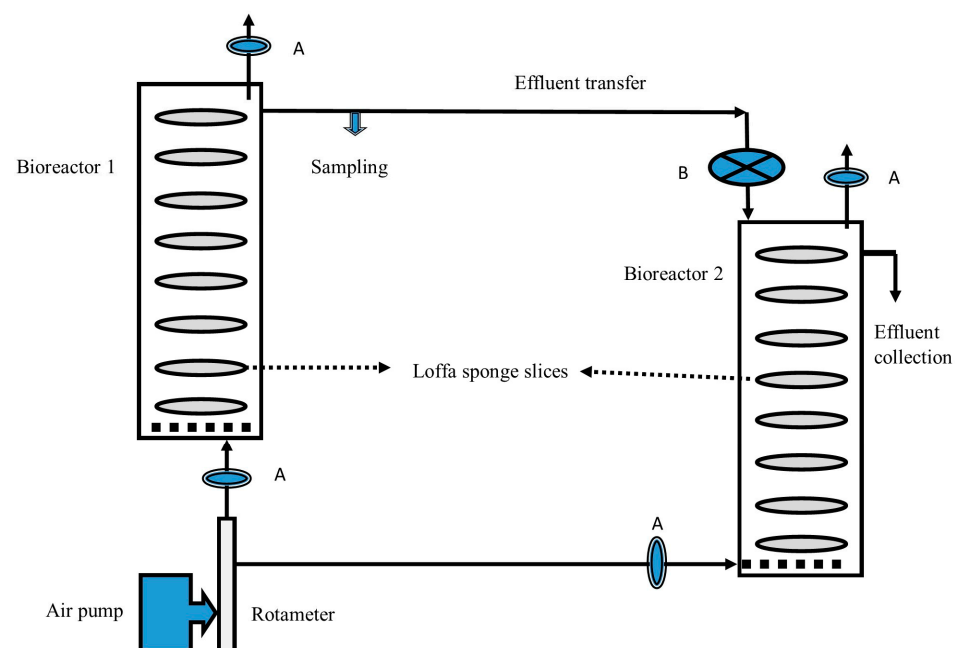 A
Effluent transfer
Bioreactor 1
Sampling
B
A
Bioreactor 2
Effluent
collection
Loffa sponge slices
A
A
Air pump
Rotameter